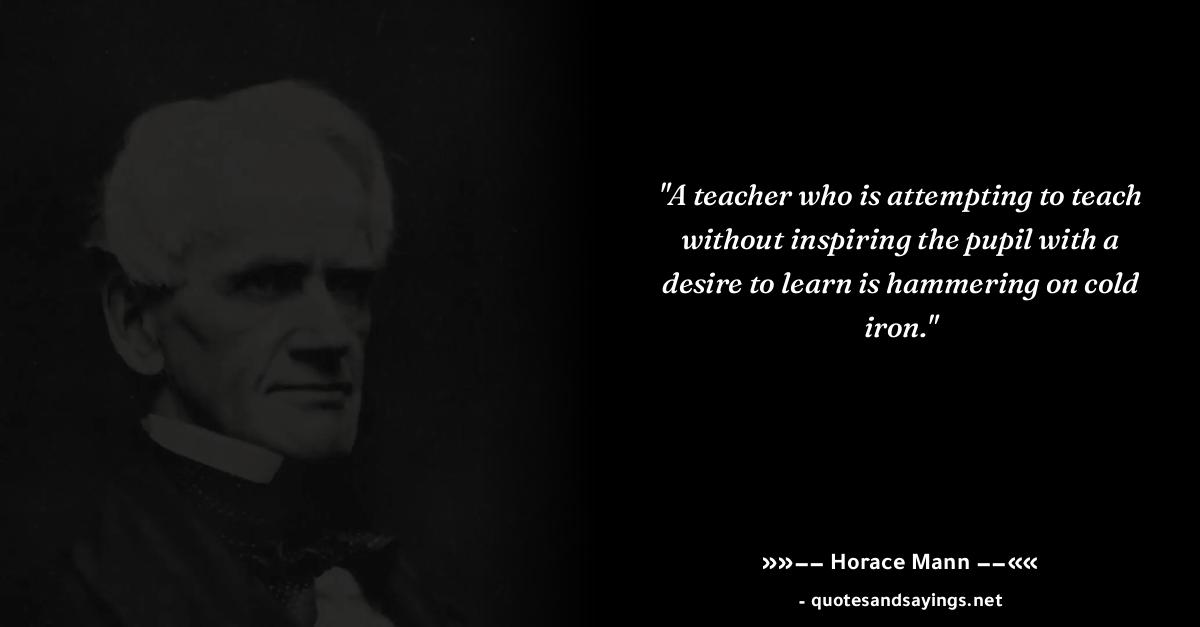 "A teacher who is attempting to teach
without inspiring the pupil with a
desire to learn is hammering on cold
iron."
»»−− Horace Mann −−««
- quotesandsayings.net